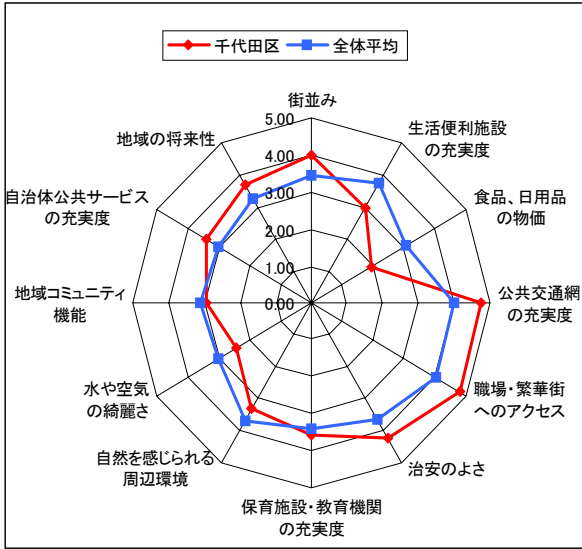 千代田区
全体平均
街並み
生活便利施設
の充実度
食品、日用品
の物価
公共交通網
の充実度
職場・繁華街
へのアクセス
治安のよさ
保育施設・教育機関
の充実度
自然を感じられる
周辺環境
水や空気
の綺麗さ
地域コミュニティ
機能
自治体公共サービス
の充実度
地域の将来性
5.00
4.00
3.00
2.00
1.00
0.00